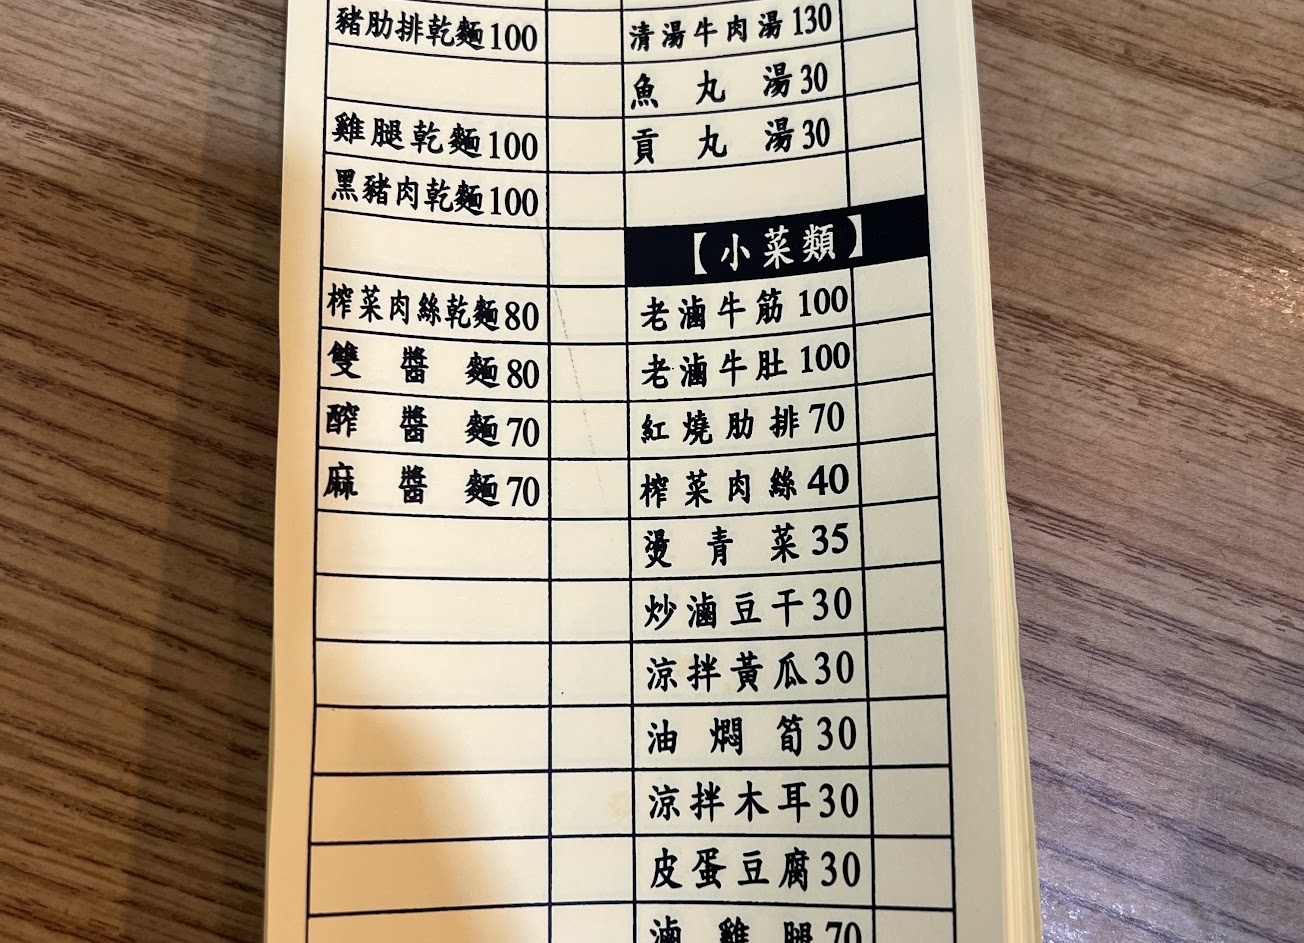 豬肋排乾麵100
雞腿乾麵100
黑豬肉乾麵100
榨菜肉絲乾麵80
雙醬麵80
酢醬麵70
麻醬麵70
清湯牛肉湯130
魚丸湯30
貢丸湯30
【小菜類】
老滷牛筋100
老滷牛肚100
紅燒肋排70
榨菜肉絲40
燙青菜35
炒滷豆干30
涼拌黃瓜30
油燜筍30
涼拌木耳30
皮蛋豆腐30
滷雞腿70